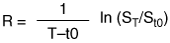 R = 1 / T–t0 ln (ST/St0)